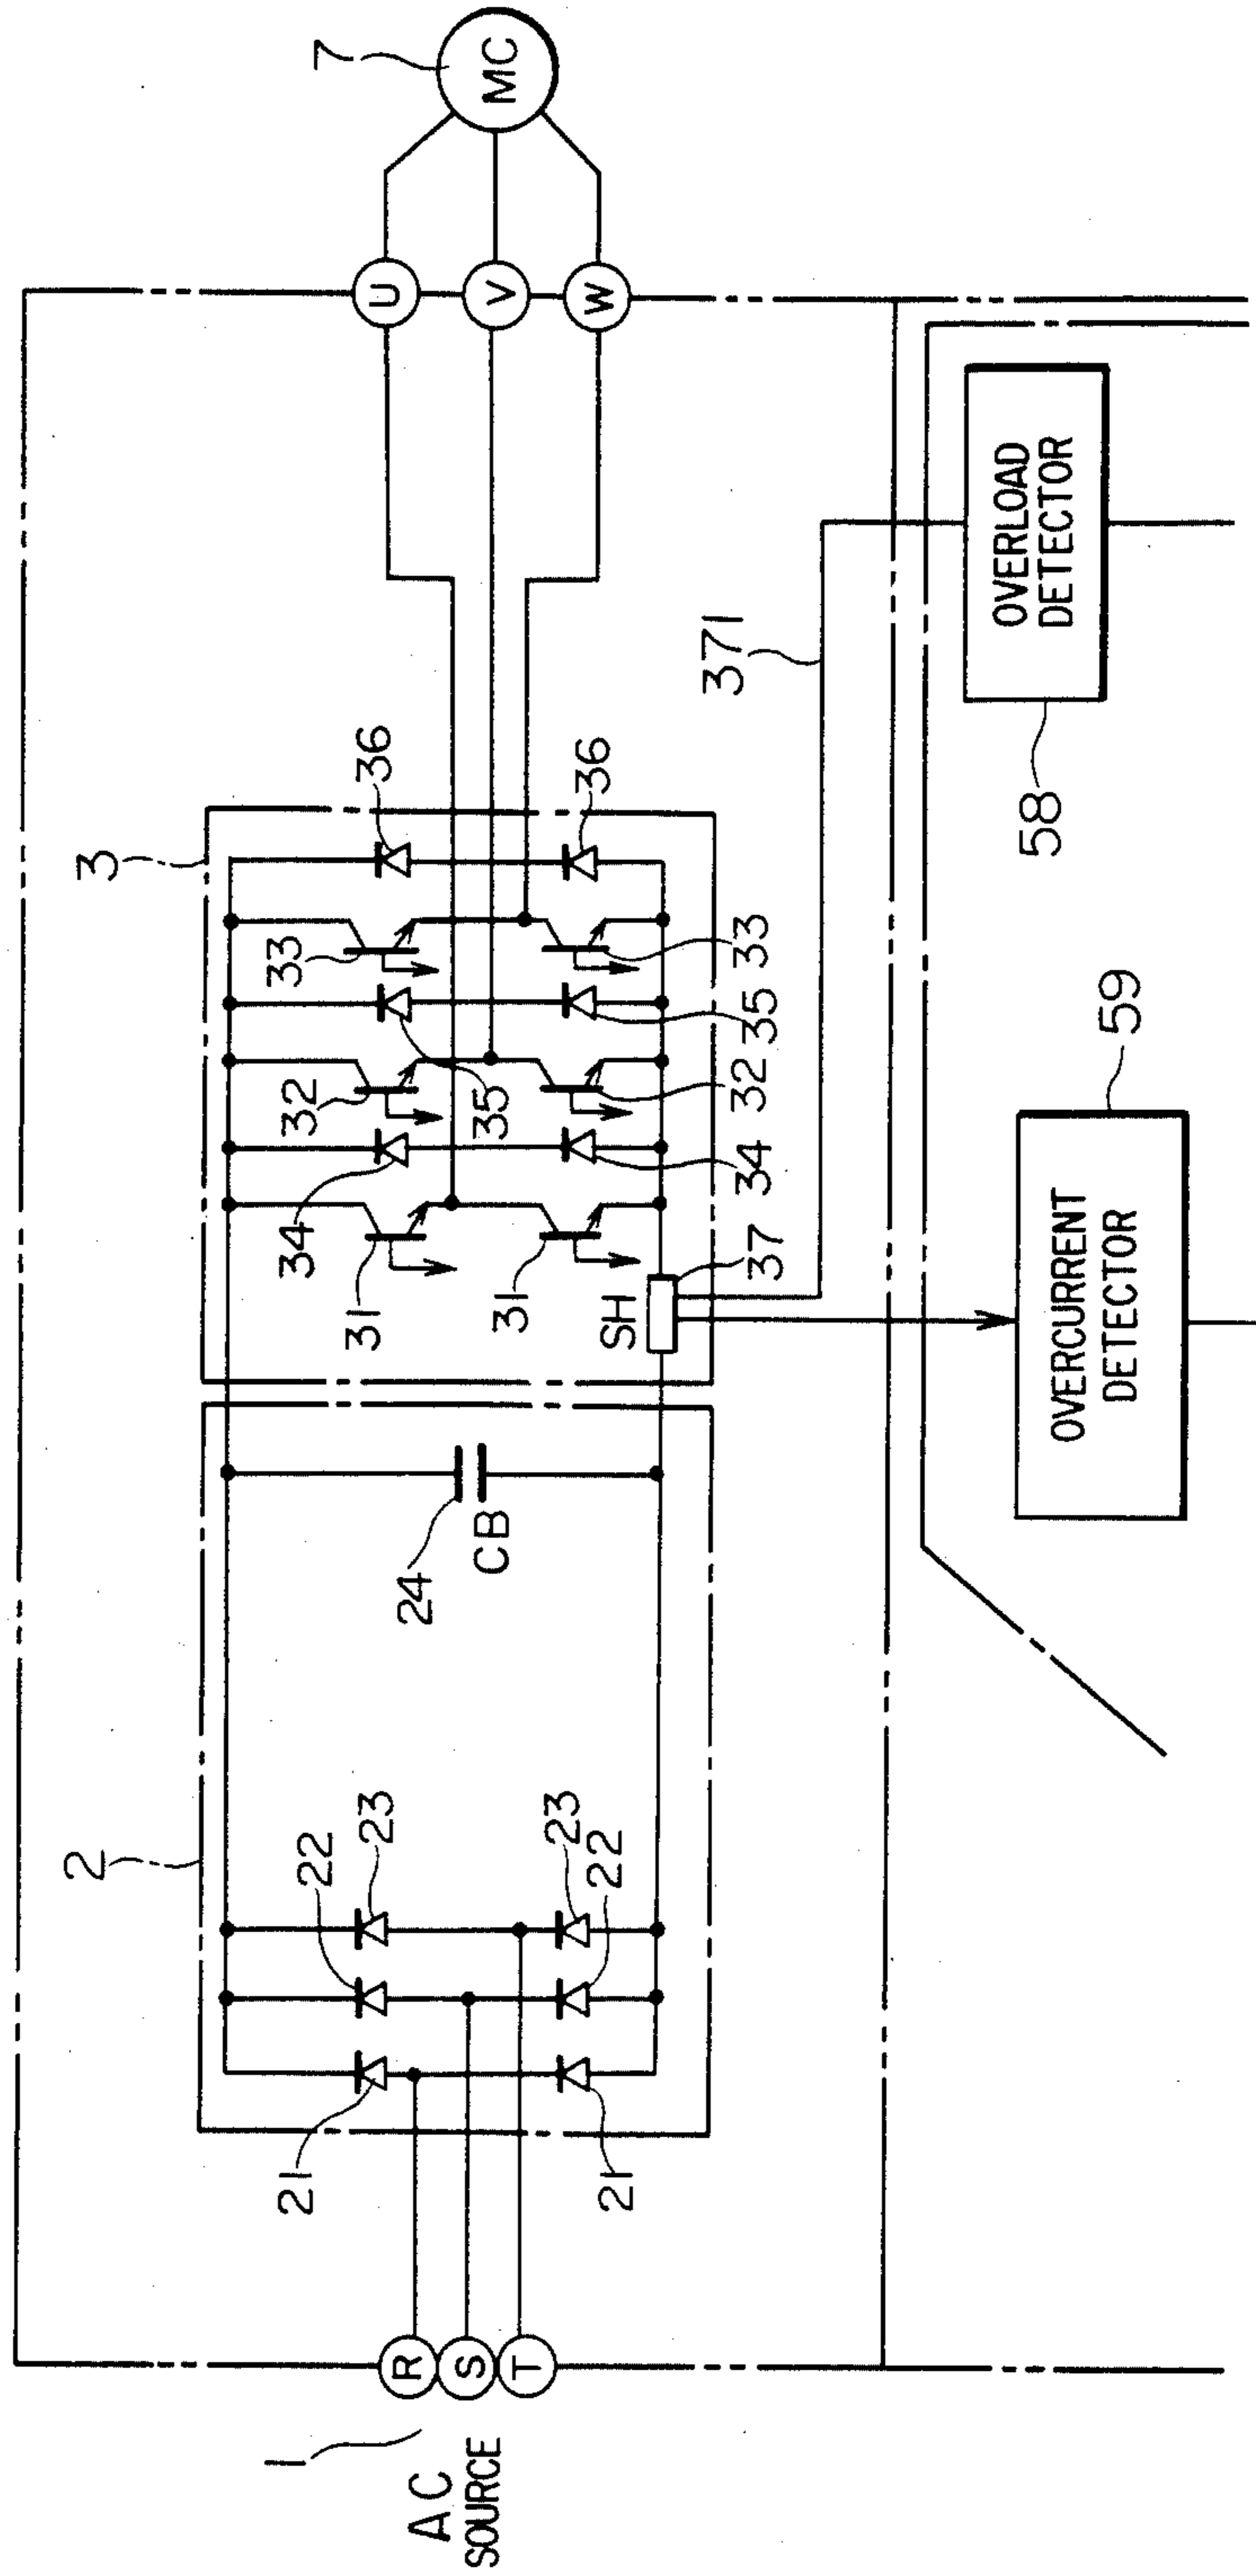 1
AC
SOURCE
R
S
T
2
21
22
23
21
22
23
24
CB
3
31
34
32
35
33
36
31
34
32
35
33
36
SH
37
371
U
V
W
MC
7
OVERCURRENT
DETECTOR
59
OVERLOAD
DETECTOR
58